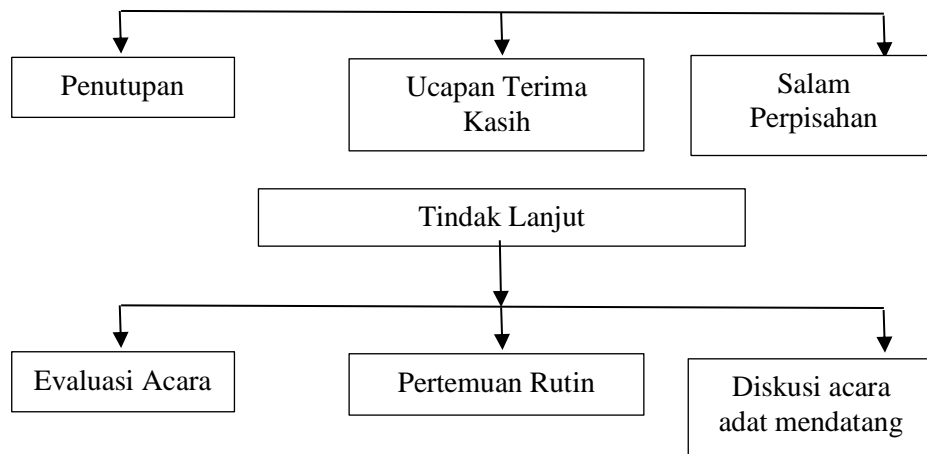 Penutupan
Ucapan Terima
Kasih
Salam
Perpisahan
Tindak Lanjut
Evaluasi Acara
Pertemuan Rutin
Diskusi acara
adat mendatang